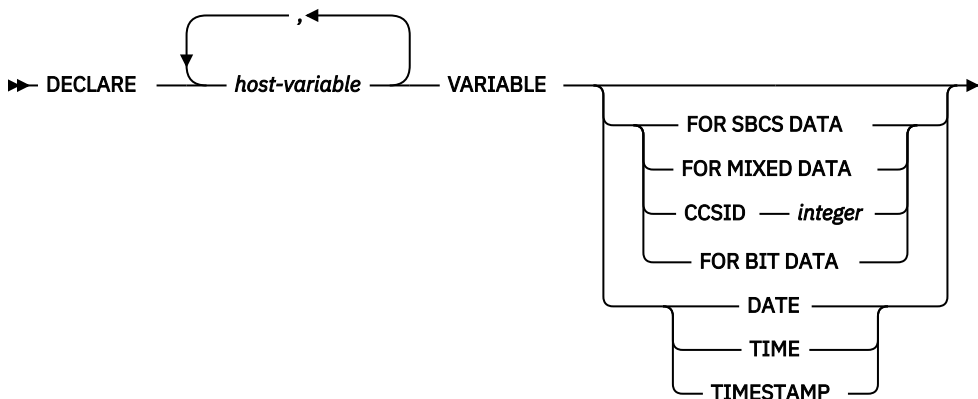 ,
DECLARE host-variable VARIABLE
FOR SBCS DATA
FOR MIXED DATA
CCSID integer
FOR BIT DATA
DATE
TIME
TIMESTAMP